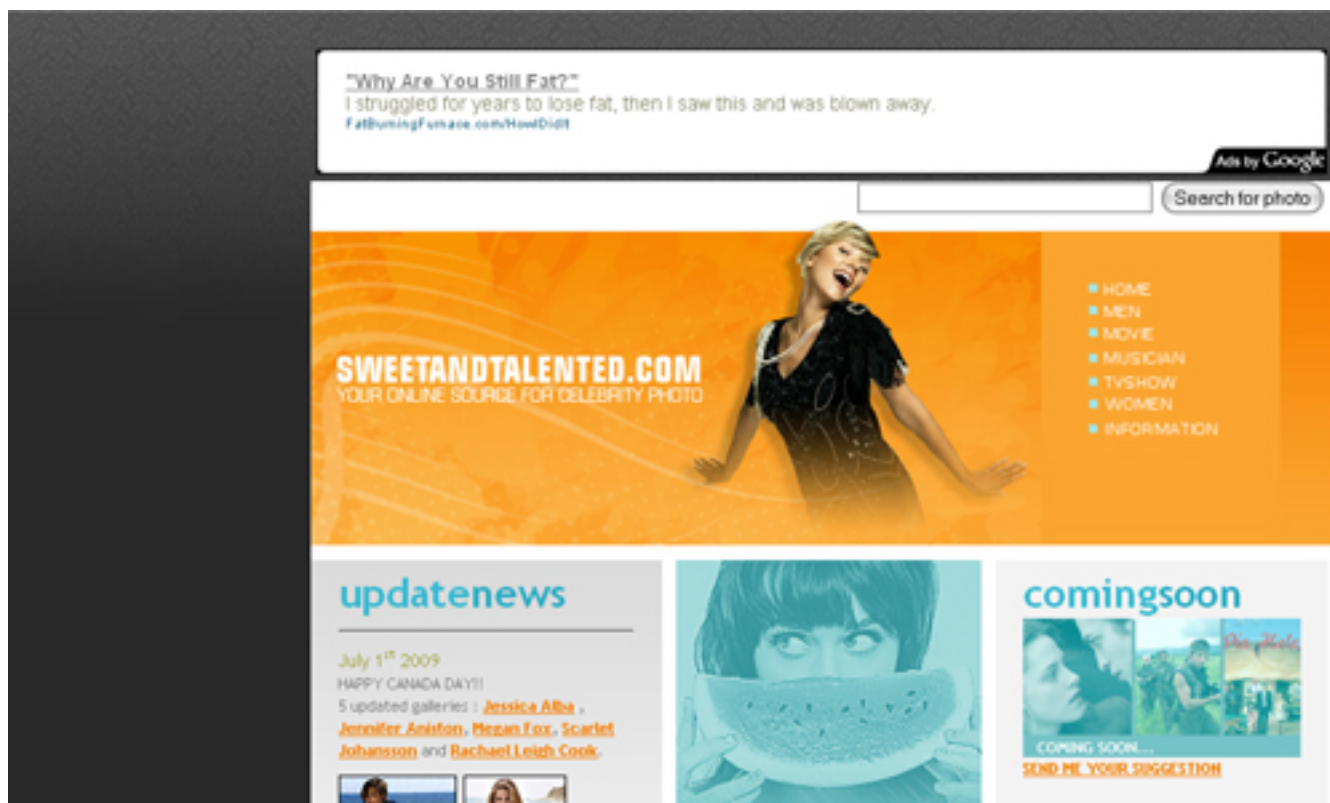 "Why Are You Still Fat?"
I struggled for years to lose fat, then I saw this and was blown away.
FatBurningFurnace.com/HowIDidIt
Ads by Google
Search for photo
SWEETANDTALENTED.COM
YOUR ONLINE SOURCE FOR CELEBRITY PHOTO
HOME
MEN
MOVIE
MUSICIAN
TVSHOW
WOMEN
INFORMATION
updatenews
July 1st 2009
HAPPY CANADA DAY!!!
5 updated galleries : Jessica Alba ,
Jennifer Aniston, Megan Fox, Scarlet
Johansson and Rachael Leigh Cook.
comingsoon
COMING SOON...
SEND ME YOUR SUGGESTION